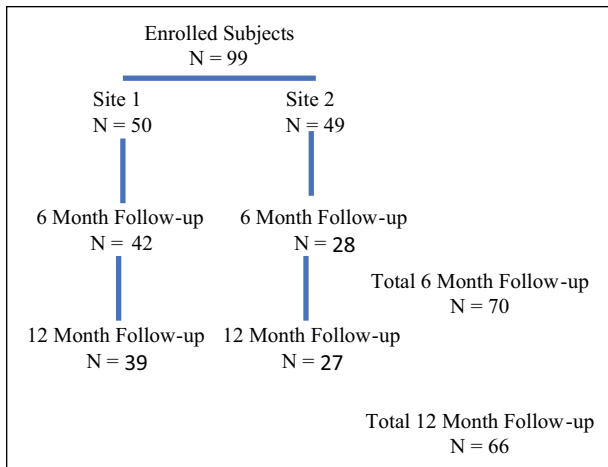 Enrolled Subjects
N = 99
Site 1
N = 50
Site 2
N = 49
6 Month Follow-up
N = 42
6 Month Follow-up
N = 28
Total 6 Month Follow-up
N = 70
12 Month Follow-up
N = 39
12 Month Follow-up
N = 27
Total 12 Month Follow-up
N = 66